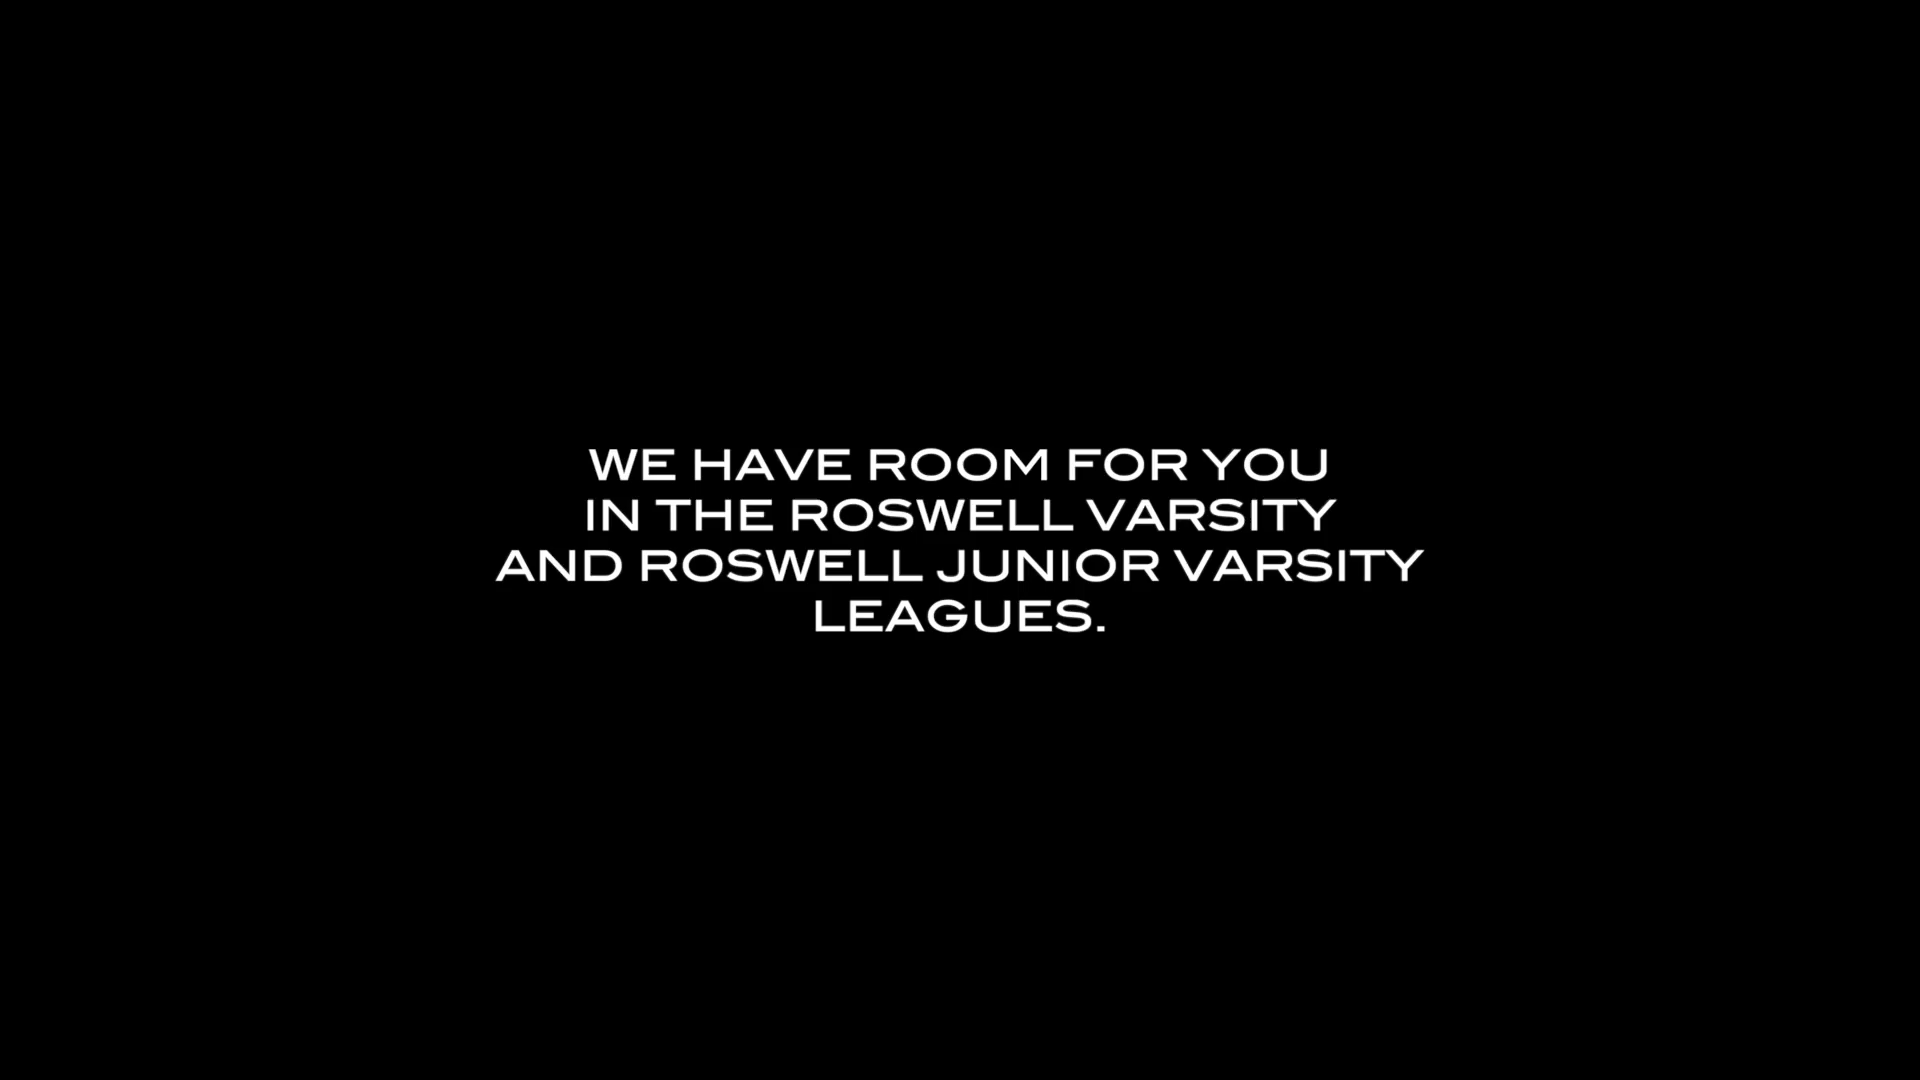 WE HAVE ROOM FOR YOU
IN THE ROSWELL VARSITY
AND ROSWELL JUNIOR VARSITY
LEAGUES.